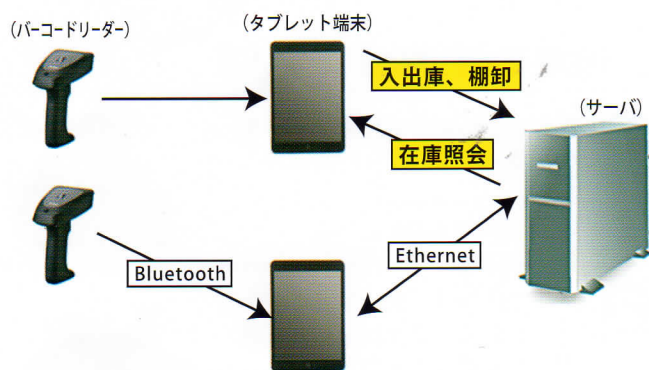 (バーコードリーダー)
(タブレット端末)
入出庫、棚卸
(サーバ)
在庫照会
Bluetooth
Ethernet